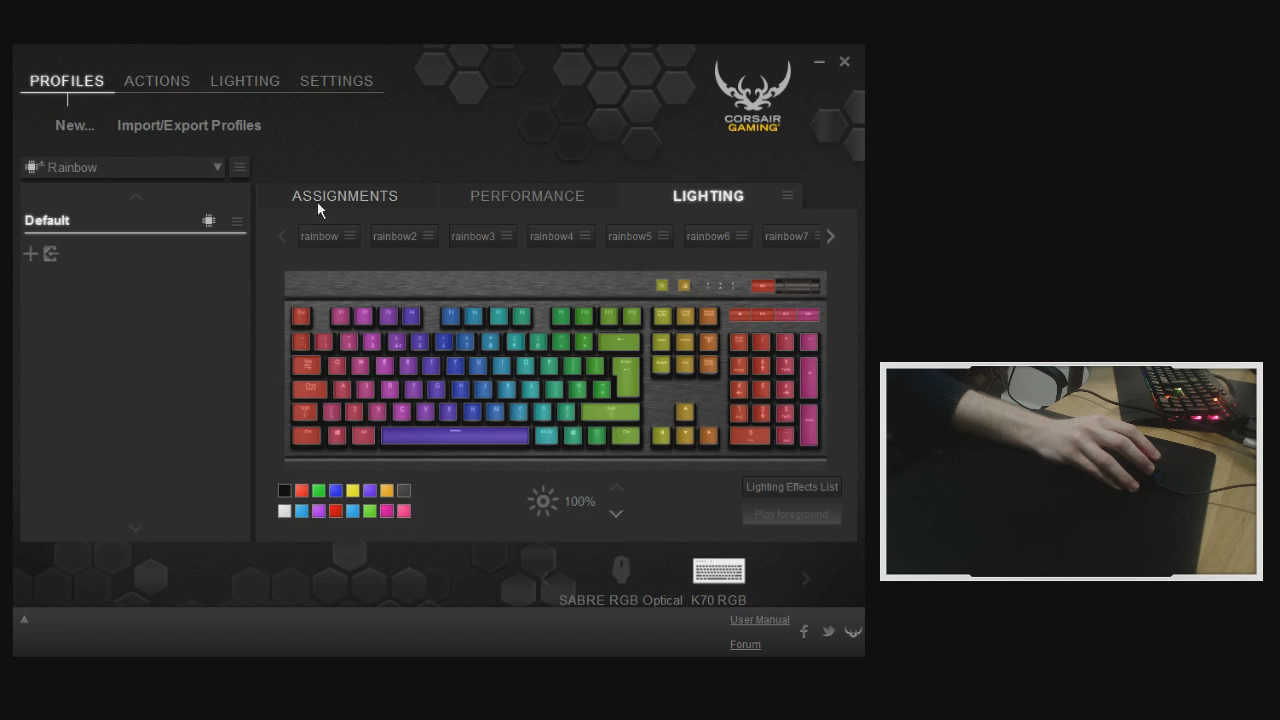 PROFILES ACTIONS LIGHTING SETTINGS
CORSAIR
GAMING
New... Import/Export Profiles
Rainbow
ASSIGNMENTS PERFORMANCE LIGHTING
Default
rainbow rainbow2 rainbow3 rainbow4 rainbow5 rainbow6 rainbow7
100%
Lighting Effects List
Play foreground
SABRE RGB Optical K70 RGB
User Manual
Forum